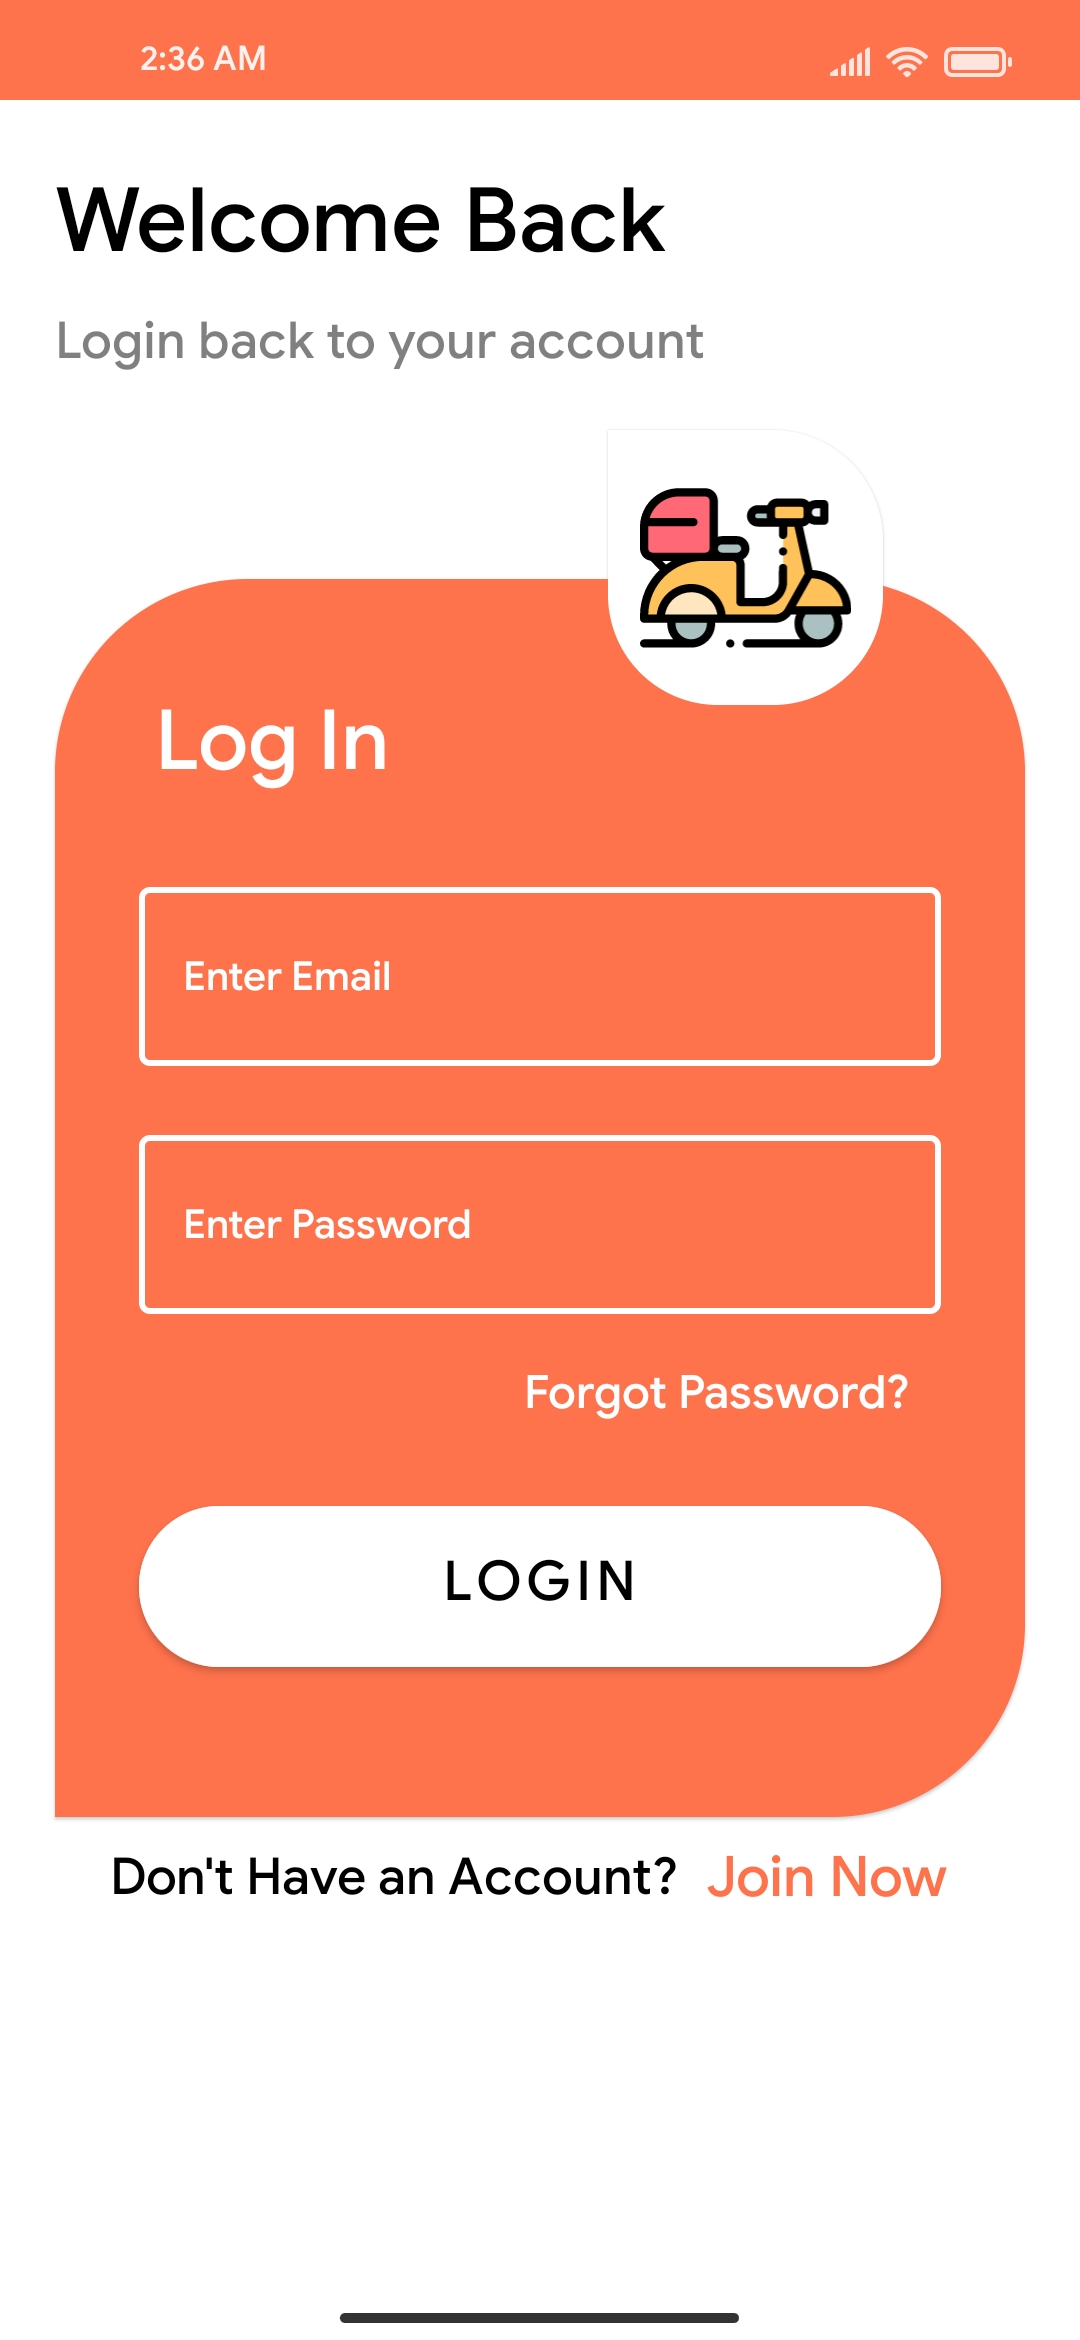 2:36 AM
Welcome Back
Login back to your account
Log In
Enter Email
Enter Password
Forgot Password?
LOGIN
Don't Have an Account? Join Now